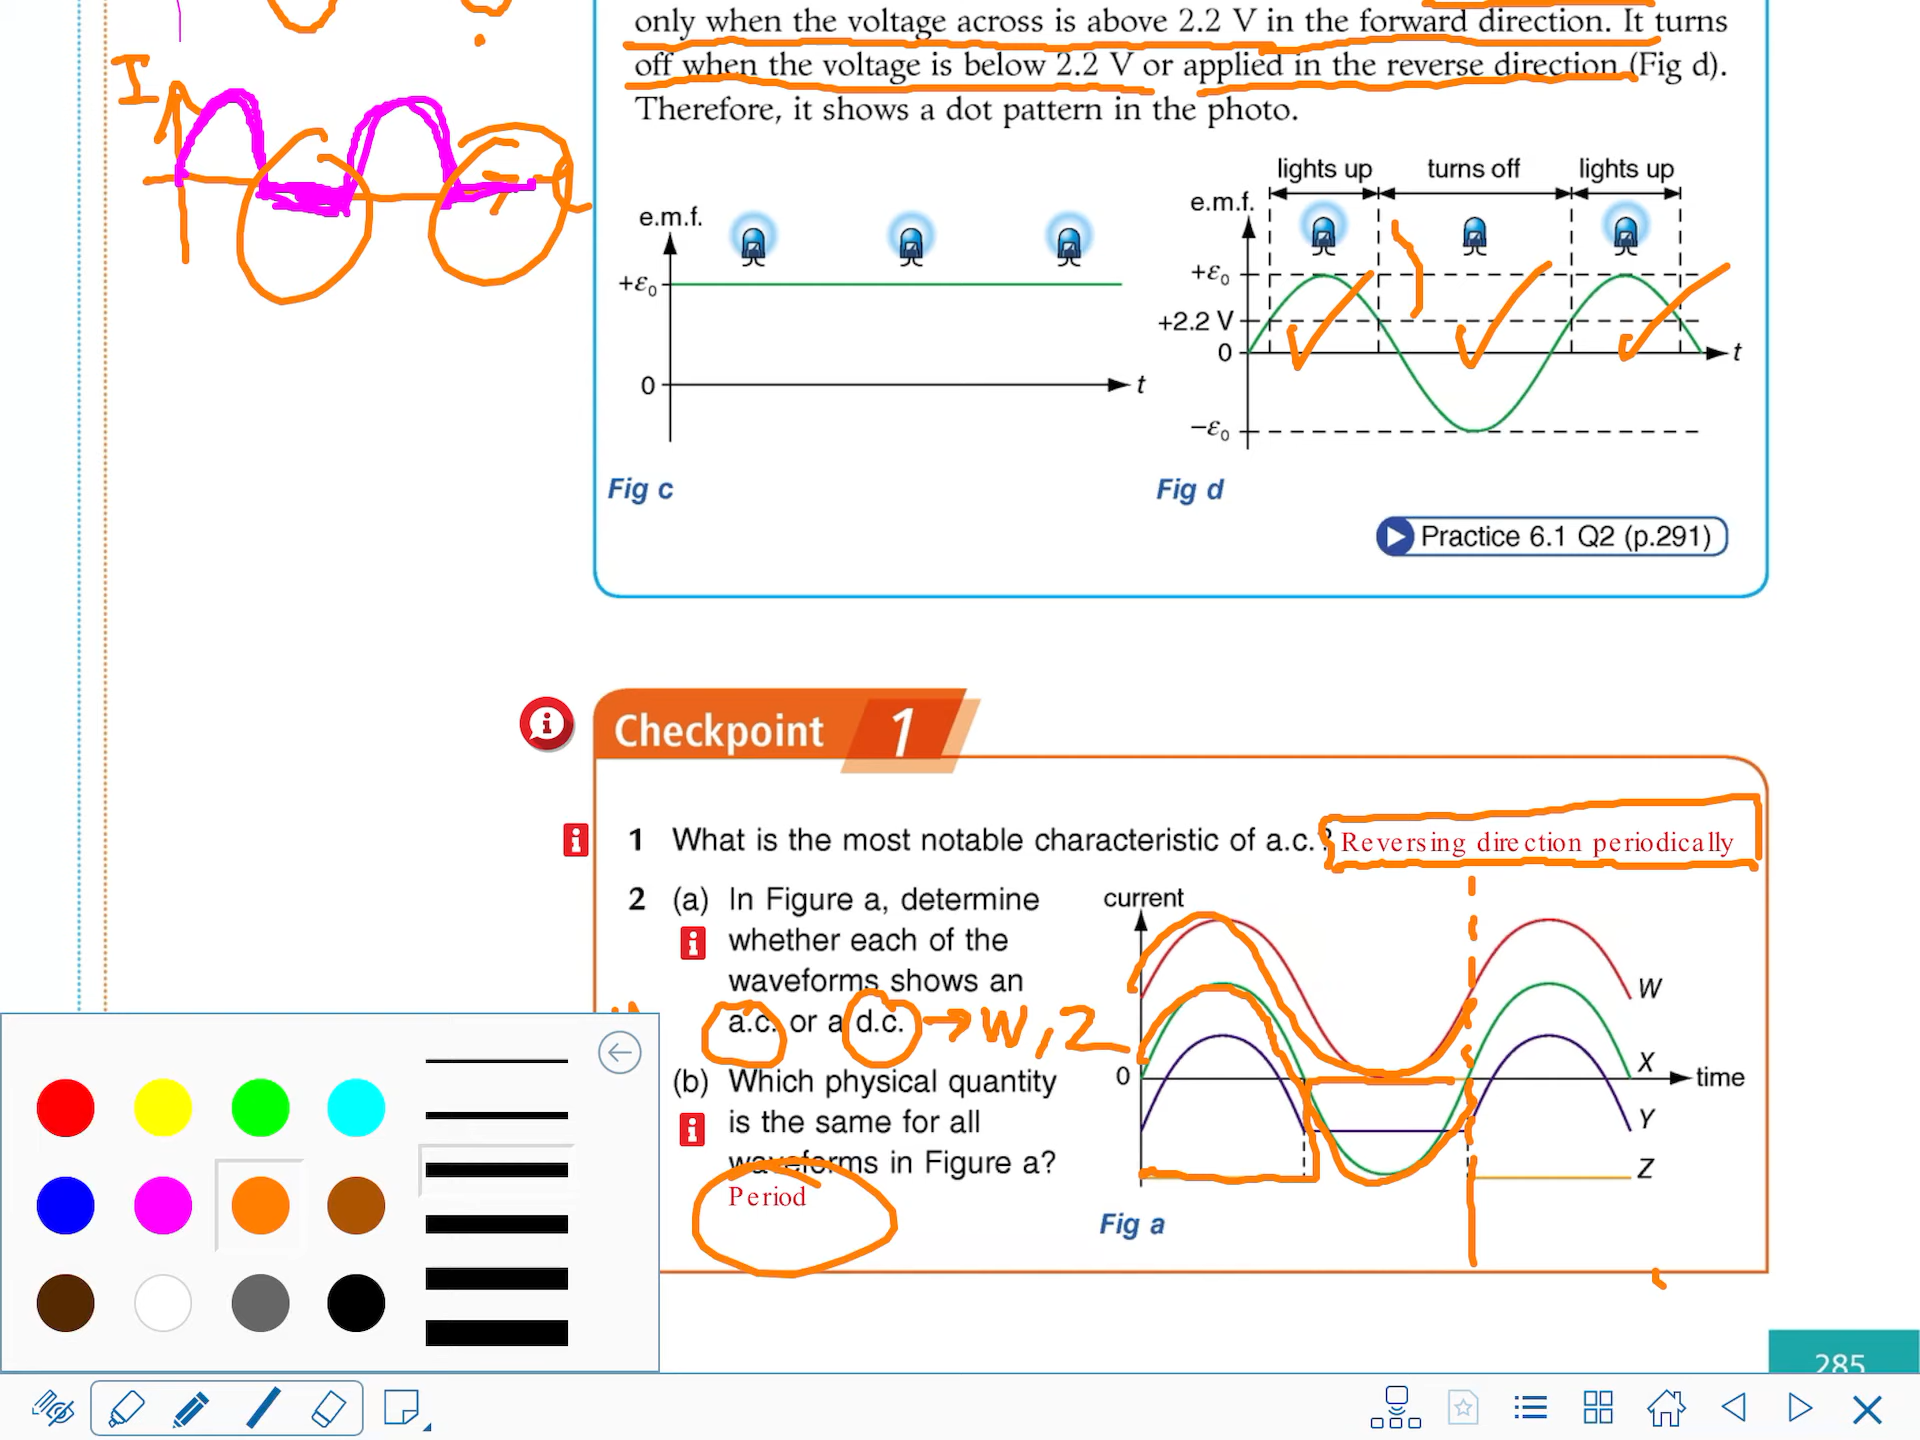 only when the voltage across is above 2.2 V in the forward direction. It turns
off when the voltage is below 2.2 V or applied in the reverse direction (Fig d).
Therefore, it shows a dot pattern in the photo.
I
e.m.f.
+ε₀
0
t
Fig c
lights up turns off lights up
e.m.f.
+ε₀
+2.2 V
0
t
−ε₀
Fig d
Practice 6.1 Q2 (p.291)
Checkpoint 1
1 What is the most notable characteristic of a.c.? Reversing direction periodically
2 (a) In Figure a, determine
whether each of the
waveforms shows an
a.c. or a d.c. → W, Z
(b) Which physical quantity
is the same for all
waveforms in Figure a?
Period
current
0
time
W
X
Y
Z
Fig a
285